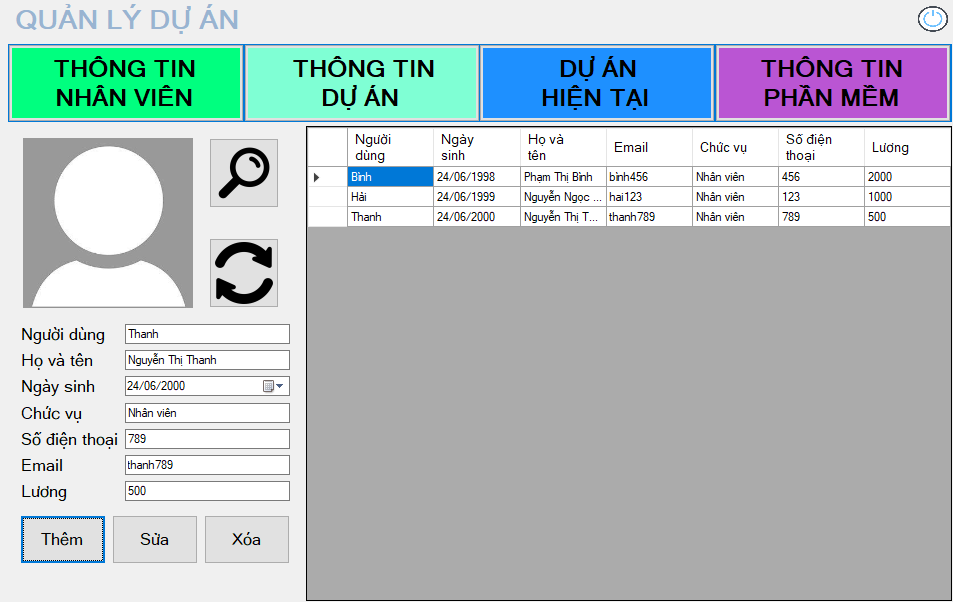 QUẢN LÝ DỰ ÁN
THÔNG TIN
NHÂN VIÊN
THÔNG TIN
DỰ ÁN
DỰ ÁN
HIỆN TẠI
THÔNG TIN
PHẦN MỀM
Người dùng Thanh
Họ và tên Nguyễn Thị Thanh
Ngày sinh 24/06/2000
Chức vụ Nhân viên
Số điện thoại 789
Email thanh789
Lương 500
Thêm Sửa Xóa
Người dùng Ngày sinh Họ và tên Email Chức vụ Số điện thoại Lương
Bình 24/06/1998 Phạm Thị Bình bình456 Nhân viên 456 2000
Hải 24/06/1999 Nguyễn Ngọc ... hai123 Nhân viên 123 1000
Thanh 24/06/2000 Nguyễn Thị T... thanh789 Nhân viên 789 500